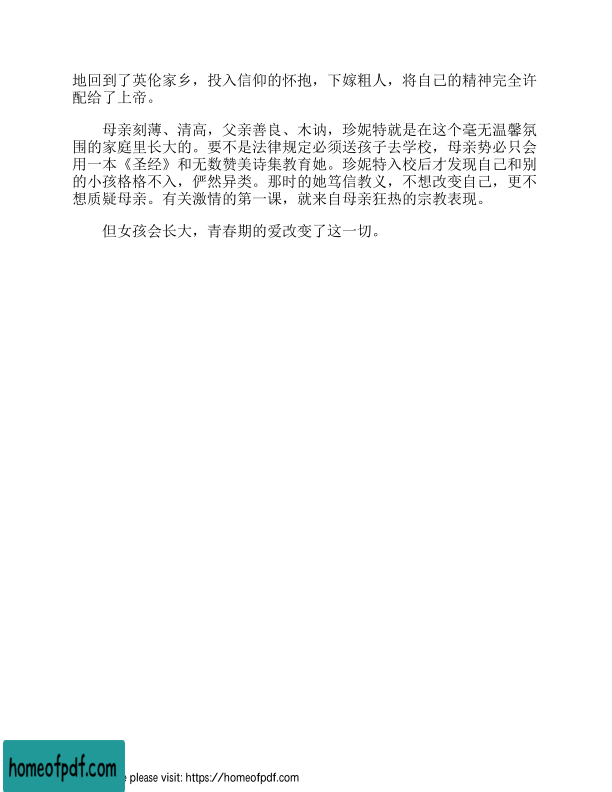 地回到了英伦家乡，投入信仰的怀抱，下嫁粗人，将自己的精神完全许
配给了上帝。
母亲刻薄、清高，父亲善良、木讷，珍妮特就是在这个毫无温馨氛
围的家庭里长大的。要不是法律规定必须送孩子去学校，母亲势必只会
用一本《圣经》和无数赞美诗集教育她。珍妮特入校后才发现自己和别
的小孩格格不入，俨然异类。那时的她笃信教义，不想改变自己，更不
想质疑母亲。有关激情的第一课，就来自母亲狂热的宗教表现。
但女孩会长大，青春期的爱改变了这一切。
homeofpdf.com
e please visit: https://homeofpdf.com